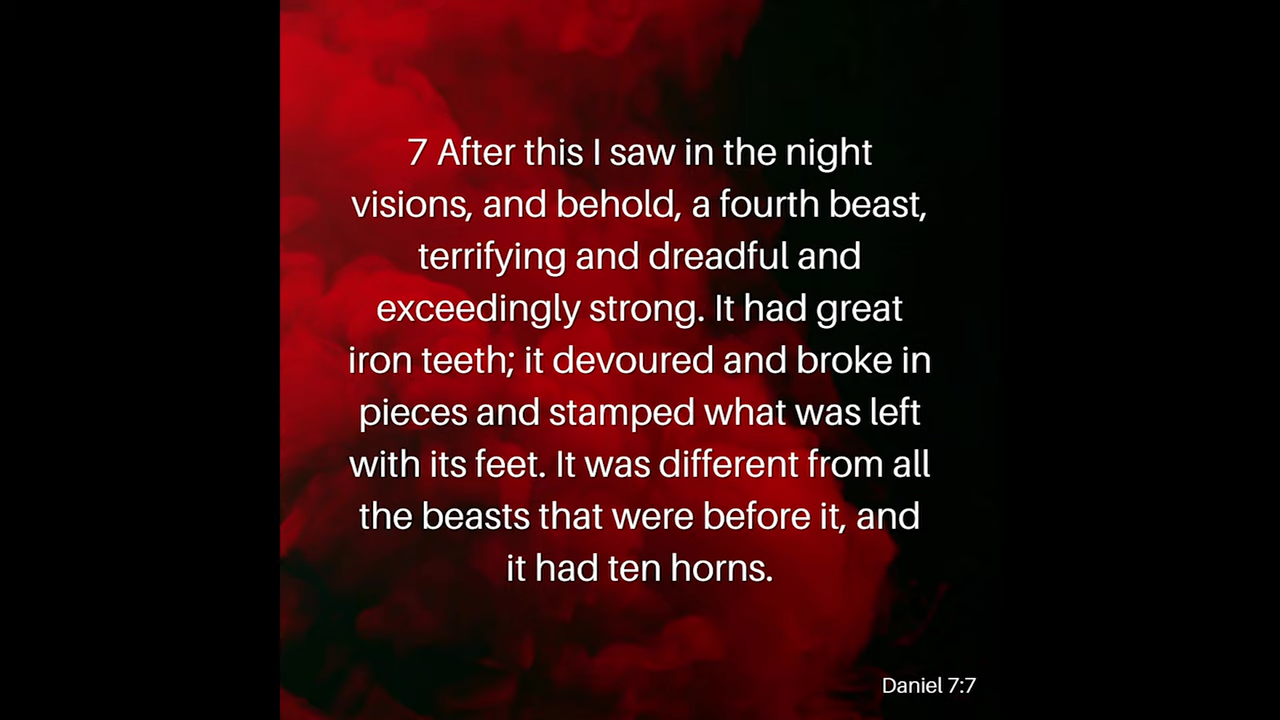 7 After this I saw in the night
visions, and behold, a fourth beast,
terrifying and dreadful and
exceedingly strong. It had great
iron teeth; it devoured and broke in
pieces and stamped what was left
with its feet. It was different from all
the beasts that were before it, and
it had ten horns.
Daniel 7:7